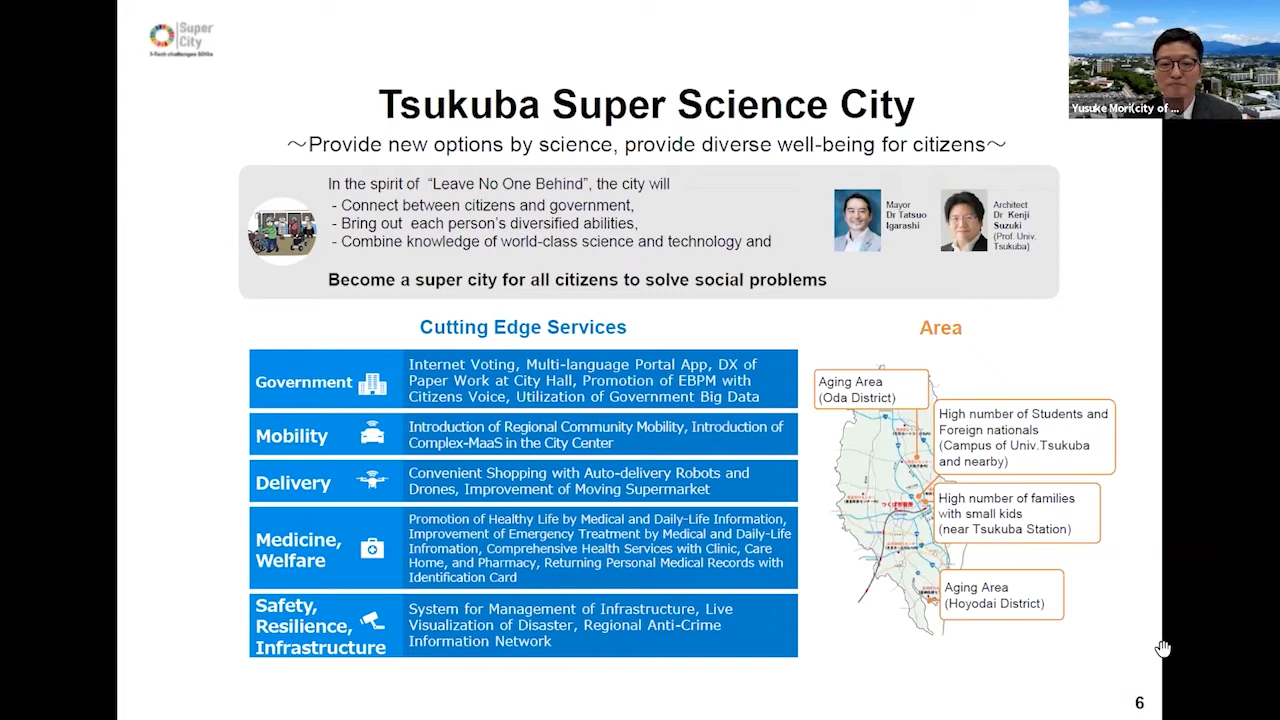 Super
City
I-Tech challenges SDGs
Yusuke Mori(city of ...
Tsukuba Super Science City
～Provide new options by science, provide diverse well-being for citizens～
In the spirit of “Leave No One Behind”, the city will
- Connect between citizens and government,
- Bring out each person’s diversified abilities,
- Combine knowledge of world-class science and technology and
Become a super city for all citizens to solve social problems
Mayor
Dr Tatsuo
Igarashi
Architect
Dr Kenji
Suzuki
(Prof. Univ.
Tsukuba)
Cutting Edge Services
Government
Internet Voting, Multi-language Portal App, DX of
Paper Work at City Hall, Promotion of EBPM with
Citizens Voice, Utilization of Government Big Data
Mobility
Introduction of Regional Community Mobility, Introduction of
Complex-MaaS in the City Center
Delivery
Convenient Shopping with Auto-delivery Robots and
Drones, Improvement of Moving Supermarket
Medicine,
Welfare
Promotion of Healthy Life by Medical and Daily-Life Information,
Improvement of Emergency Treatment by Medical and Daily-Life
Infromation, Comprehensive Health Services with Clinic, Care
Home, and Pharmacy, Returning Personal Medical Records with
Identification Card
Safety,
Resilience,
Infrastructure
System for Management of Infrastructure, Live
Visualization of Disaster, Regional Anti-Crime
Information Network
Area
Aging Area
(Oda District)
High number of Students and
Foreign nationals
(Campus of Univ.Tsukuba
and nearby)
High number of families
with small kids
(near Tsukuba Station)
Aging Area
(Hoyodai District)
つくば市役所
6